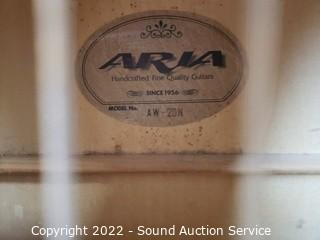 ARIA
Handcrafted Fine Quality Guitars
SINCE 1956
MODEL No. AW-20N
Copyright 2022 - Sound Auction Service